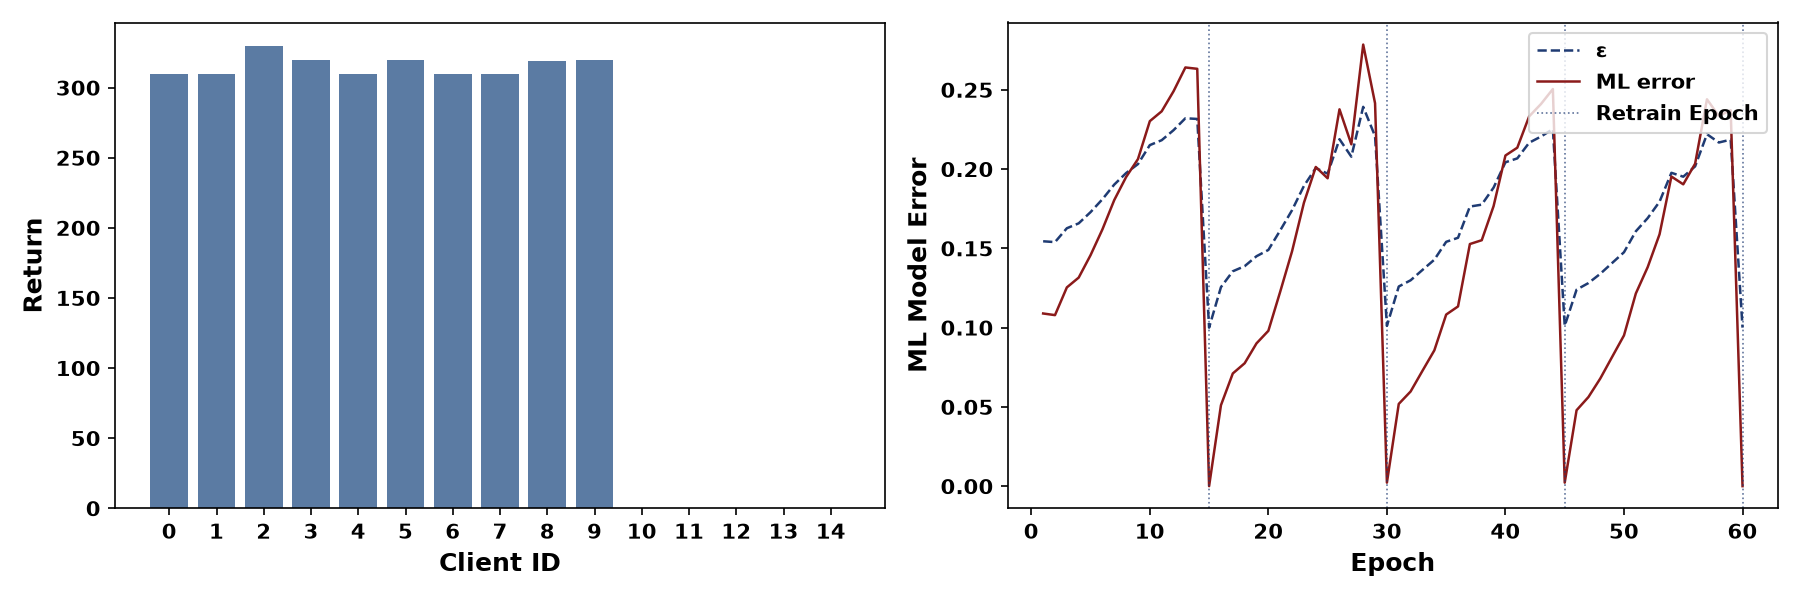 300
250
200
150
100
50
0
Return
0 1 2 3 4 5 6 7 8 9 10 11 12 13 14
Client ID
0.25
0.20
0.15
0.10
0.05
0.00
ML Model Error
ε
ML error
Retrain Epoch
0 10 20 30 40 50 60
Epoch